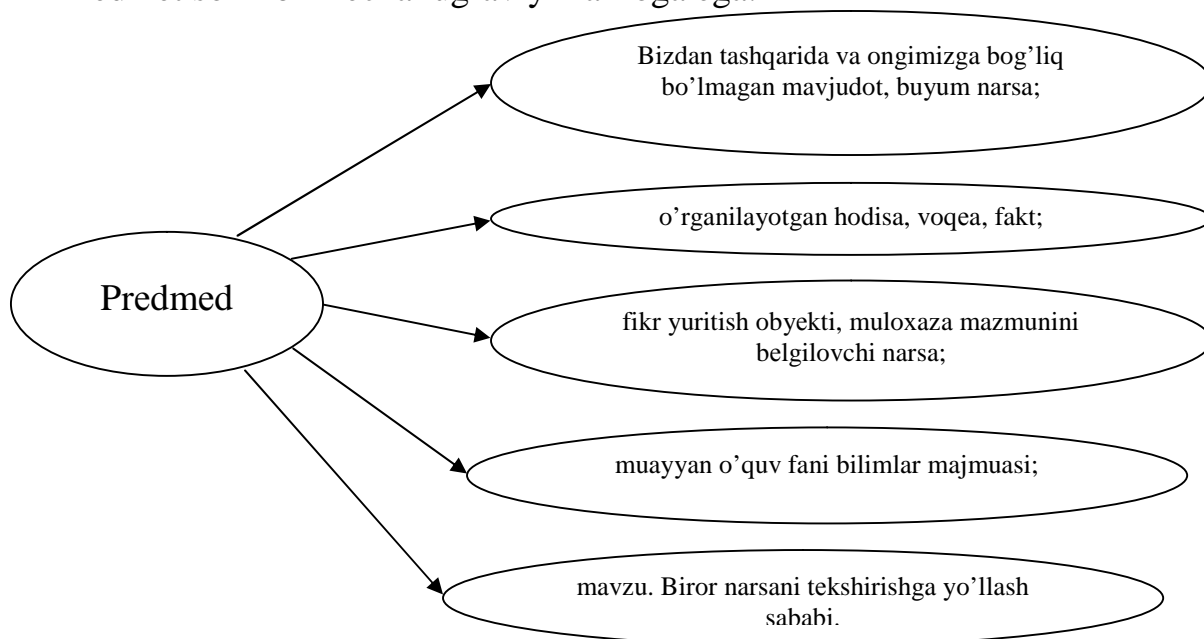 Bizdan tashqarida va ongimizga bog’liq
bo’lmagan mavjudot, buyum narsa;
o’rganilayotgan hodisa, voqea, fakt;
Predmed
fikr yuritish obyekti, muloxaza mazmunini
belgilovchi narsa;
muayyan o’quv fani bilimlar majmuasi;
mavzu. Biror narsani tekshirishga yo’llash
sababi.